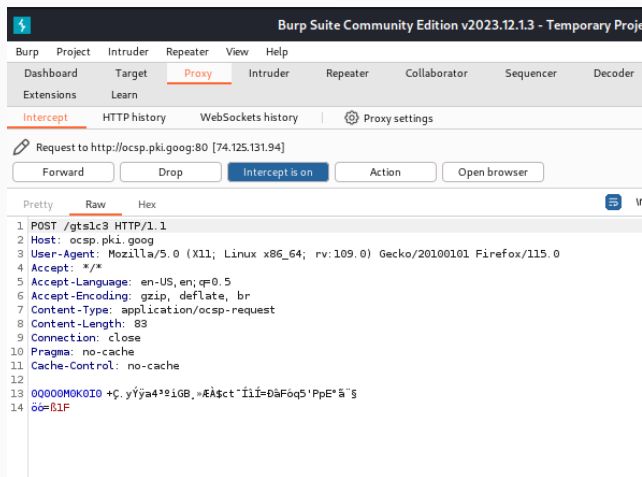 Burp Suite Community Edition v2023.12.1.3 - Temporary Proje
Burp Project Intruder Repeater View Help
Dashboard Target Proxy Intruder Repeater Collaborator Sequencer Decoder
Extensions Learn
Intercept HTTP history WebSockets history Proxy settings
Request to http://ocsp.pki.goog:80 [74.125.131.94]
Forward Drop Intercept is on Action Open browser
Pretty Raw Hex
1 POST /gts1c3 HTTP/1.1
2 Host: ocsp.pki.goog
3 User-Agent: Mozilla/5.0 (X11; Linux x86_64; rv:109.0) Gecko/20100101 Firefox/115.0
4 Accept: */*
5 Accept-Language: en-US,en;q=0.5
6 Accept-Encoding: gzip, deflate, br
7 Content-Type: application/ocsp-request
8 Content-Length: 83
9 Connection: close
10 Pragma: no-cache
11 Cache-Control: no-cache
12
13 0Q0O0M0K0I0
14 öó=ß1F